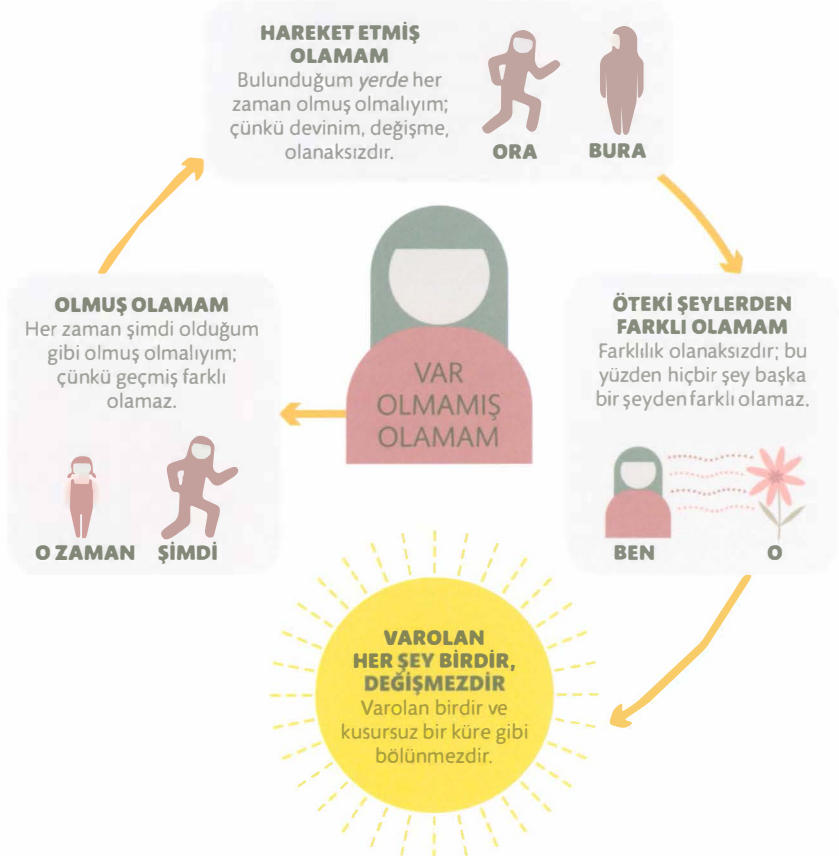 HAREKET ETMİŞ
OLAMAM
Bulunduğum yerde her
zaman olmuş olmalıyım;
çünkü devinim, değişme,
olanaksızdır.
ORA
BURA
VAR
OLMAMIŞ
OLAMAM
OLMUŞ OLAMAM
Her zaman şimdi olduğum
gibi olmuş olmalıyım;
çünkü geçmiş farklı
olamaz.
O ZAMAN
ŞİMDİ
ÖTEKİ ŞEYLERDEN
FARKLI OLAMAM
Farklılık olanaksızdır; bu
yüzden hiçbir şey başka
bir şeyden farklı olamaz.
BEN
O
VAROLAN
HER ŞEY BİRDİR,
DEĞİŞMEZDİR
Varolan birdir ve
kusursuz bir küre gibi
bölünmezdir.